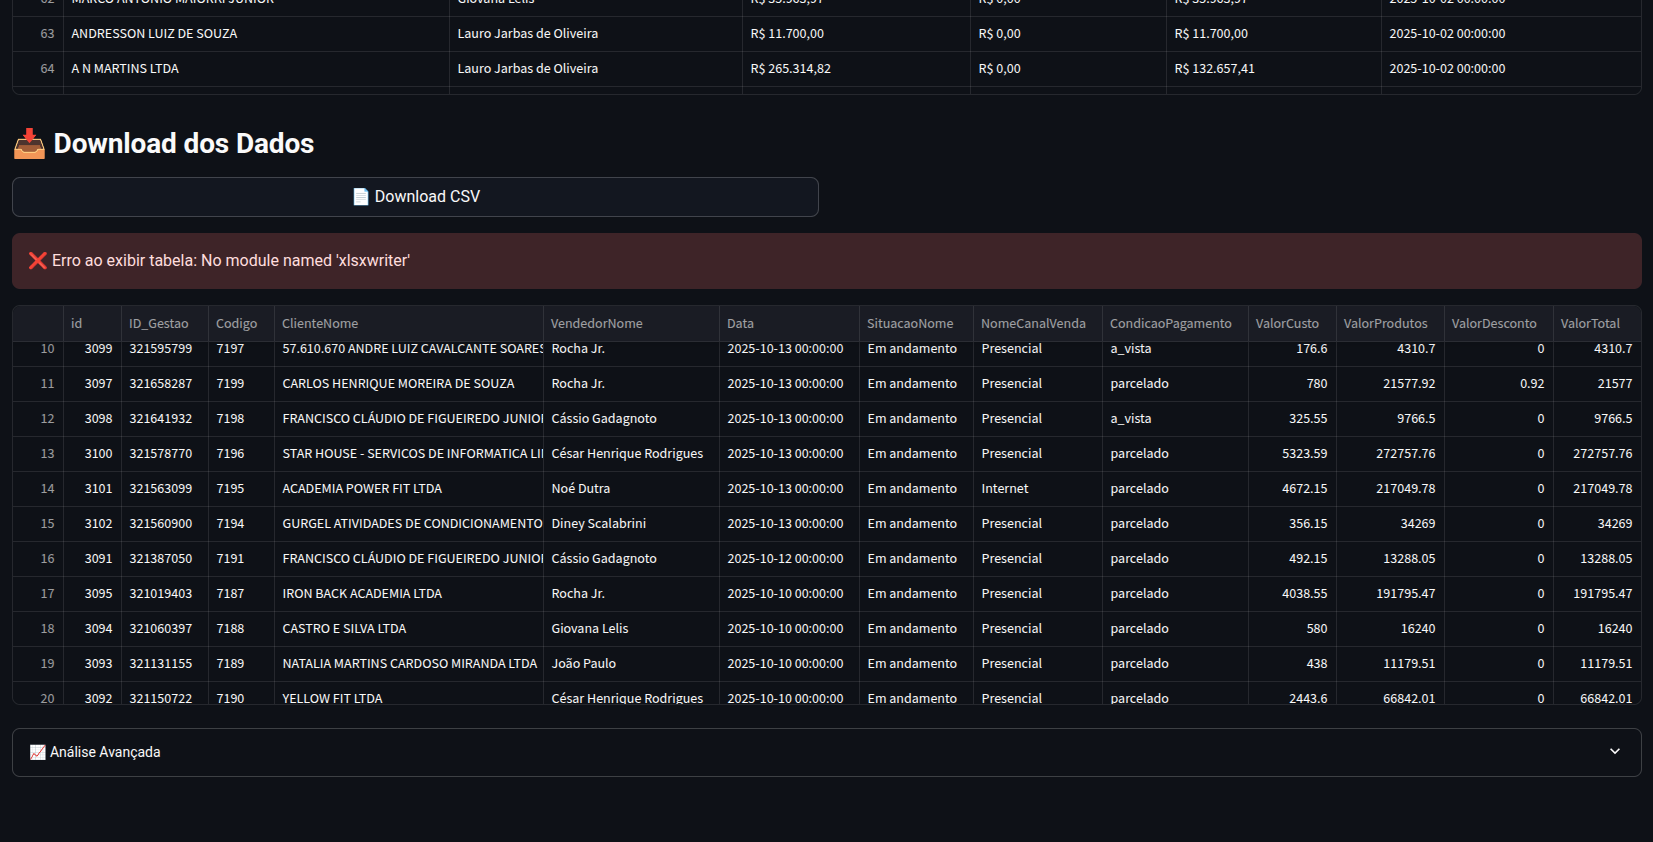 62 MARCO ANTONIO MAIORKI JUNIOR Giovana Lelis R$ 35.903,97 R$ 0,00 R$ 35.903,97 2025-10-02 00:00:00
63 ANDRESSON LUIZ DE SOUZA Lauro Jarbas de Oliveira R$ 11.700,00 R$ 0,00 R$ 11.700,00 2025-10-02 00:00:00
64 A N MARTINS LTDA Lauro Jarbas de Oliveira R$ 265.314,82 R$ 0,00 R$ 132.657,41 2025-10-02 00:00:00
Download dos Dados
Download CSV
Erro ao exibir tabela: No module named 'xlsxwriter'
id ID_Gestao Codigo ClienteNome VendedorNome Data SituacaoNome NomeCanalVenda CondicaoPagamento ValorCusto ValorProdutos ValorDesconto ValorTotal
10 3099 321595799 7197 57.610.670 ANDRE LUIZ CAVALCANTE SOARES Rocha Jr. 2025-10-13 00:00:00 Em andamento Presencial a_vista 176.6 4310.7 0 4310.7
11 3097 321658287 7199 CARLOS HENRIQUE MOREIRA DE SOUZA Rocha Jr. 2025-10-13 00:00:00 Em andamento Presencial parcelado 780 21577.92 0.92 21577
12 3098 321641932 7198 FRANCISCO CLÁUDIO DE FIGUEIREDO JUNIOR Cássio Gadagnoto 2025-10-13 00:00:00 Em andamento Presencial a_vista 325.55 9766.5 0 9766.5
13 3100 321578770 7196 STAR HOUSE - SERVICOS DE INFORMATICA LI César Henrique Rodrigues 2025-10-13 00:00:00 Em andamento Presencial parcelado 5323.59 272757.76 0 272757.76
14 3101 321563099 7195 ACADEMIA POWER FIT LTDA Noé Dutra 2025-10-13 00:00:00 Em andamento Internet parcelado 4672.15 217049.78 0 217049.78
15 3102 321560900 7194 GURGEL ATIVIDADES DE CONDICIONAMENTO Diney Scalabrini 2025-10-13 00:00:00 Em andamento Presencial parcelado 356.15 34269 0 34269
16 3091 321387050 7191 FRANCISCO CLÁUDIO DE FIGUEIREDO JUNIOR Cássio Gadagnoto 2025-10-12 00:00:00 Em andamento Presencial parcelado 492.15 13288.05 0 13288.05
17 3095 321019403 7187 IRON BACK ACADEMIA LTDA Rocha Jr. 2025-10-10 00:00:00 Em andamento Presencial parcelado 4038.55 191795.47 0 191795.47
18 3094 321060397 7188 CASTRO E SILVA LTDA Giovana Lelis 2025-10-10 00:00:00 Em andamento Presencial parcelado 580 16240 0 16240
19 3093 321131155 7189 NATALIA MARTINS CARDOSO MIRANDA LTDA João Paulo 2025-10-10 00:00:00 Em andamento Presencial parcelado 438 11179.51 0 11179.51
20 3092 321150722 7190 YELLOW FIT LTDA César Henrique Rodrigues 2025-10-10 00:00:00 Em andamento Presencial parcelado 2443.6 66842.01 0 66842.01
Análise Avançada